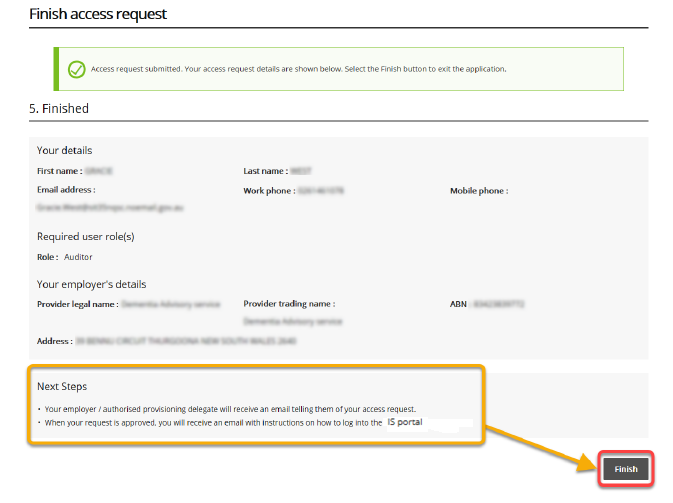 Finish access request
Access request submitted. Your access request details are shown below. Select the Finish button to exit the application.
5. Finished
Your details
First name :
Last name :
Email address :
Work phone :
Mobile phone :
Required user role(s)
Role : Auditor
Your employer's details
Provider legal name :
Provider trading name :
ABN :
Address :
Next Steps
• Your employer / authorised provisioning delegate will receive an email telling them of your access request.
• When your request is approved, you will receive an email with instructions on how to log into the IS portal
Finish